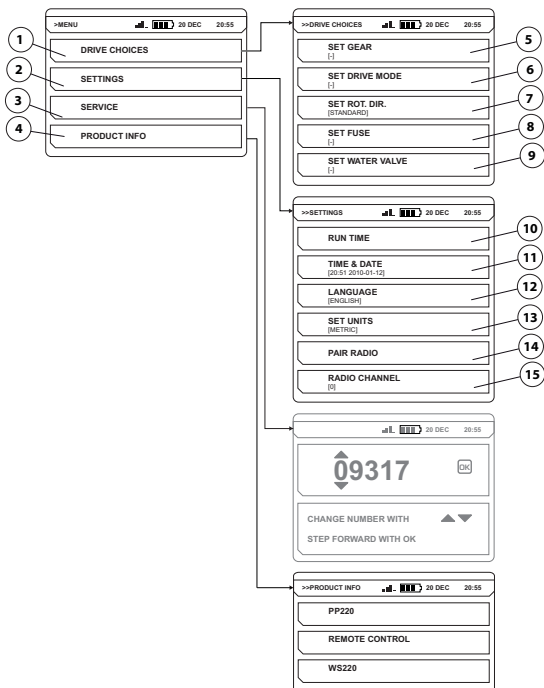 >MENU 20 DEC 20:55
1 DRIVE CHOICES
2 SETTINGS
3 SERVICE
4 PRODUCT INFO
>>DRIVE CHOICES 20 DEC 20:55
SET GEAR 5
[-]
SET DRIVE MODE 6
[-]
SET ROT. DIR. 7
[STANDARD]
SET FUSE 8
[-]
SET WATER VALVE 9
[-]
>>SETTINGS 20 DEC 20:55
RUN TIME 10
TIME & DATE 11
[20:51 2010-01-12]
LANGUAGE 12
[ENGLISH]
SET UNITS 13
[METRIC]
PAIR RADIO 14
RADIO CHANNEL 15
[0]
20 DEC 20:55
09317 OK
CHANGE NUMBER WITH
STEP FORWARD WITH OK
>>PRODUCT INFO 20 DEC 20:55
PP220
REMOTE CONTROL
WS220